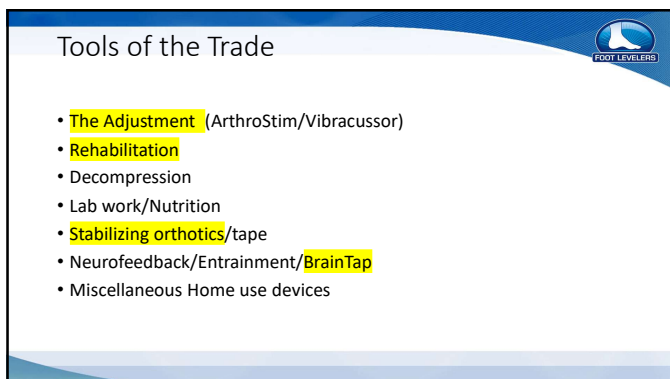 Tools of the Trade
FOOT LEVELERS
• The Adjustment (ArthroStim/Vibracussor)
• Rehabilitation
• Decompression
• Lab work/Nutrition
• Stabilizing orthotics/tape
• Neurofeedback/Entrainment/BrainTap
• Miscellaneous Home use devices